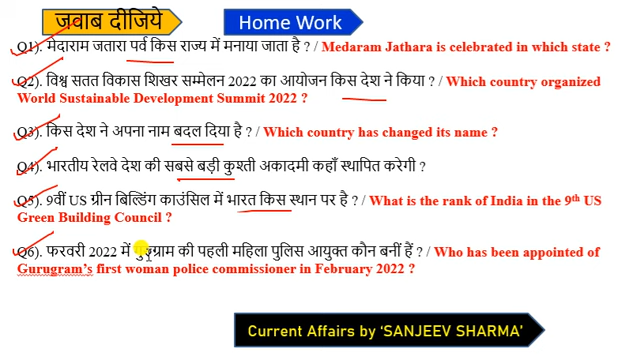 जवाब दीजिये
Home Work
Q1). मेदाराम जतारा पर्व किस राज्य में मनाया जाता है ? / Medaram Jathara is celebrated in which state ?
Q2). विश्व सतत विकास शिखर सम्मेलन 2022 का आयोजन किस देश ने किया ? / Which country organized
World Sustainable Development Summit 2022 ?
Q3). किस देश ने अपना नाम बदल दिया है ? / Which country has changed its name ?
Q4). भारतीय रेलवे देश की सबसे बड़ी कुश्ती अकादमी कहाँ स्थापित करेगी ?
Q5). 9वीं US ग्रीन बिल्डिंग काउंसिल में भारत किस स्थान पर है ? / What is the rank of India in the 9th US
Green Building Council ?
Q6). फरवरी 2022 में गुरुग्राम की पहली महिला पुलिस आयुक्त कौन बनीं हैं ? / Who has been appointed of
Gurugram's first woman police commissioner in February 2022 ?
Current Affairs by 'SANJEEV SHARMA'